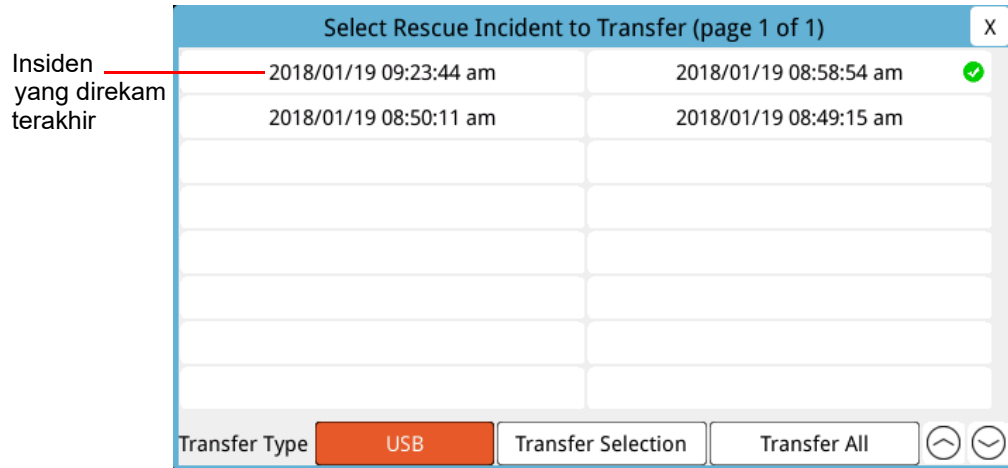 Select Rescue Incident to Transfer (page 1 of 1) X
Insiden
yang direkam
terakhir
2018/01/19 09:23:44 am 2018/01/19 08:58:54 am
2018/01/19 08:50:11 am 2018/01/19 08:49:15 am
Transfer Type USB Transfer Selection Transfer All